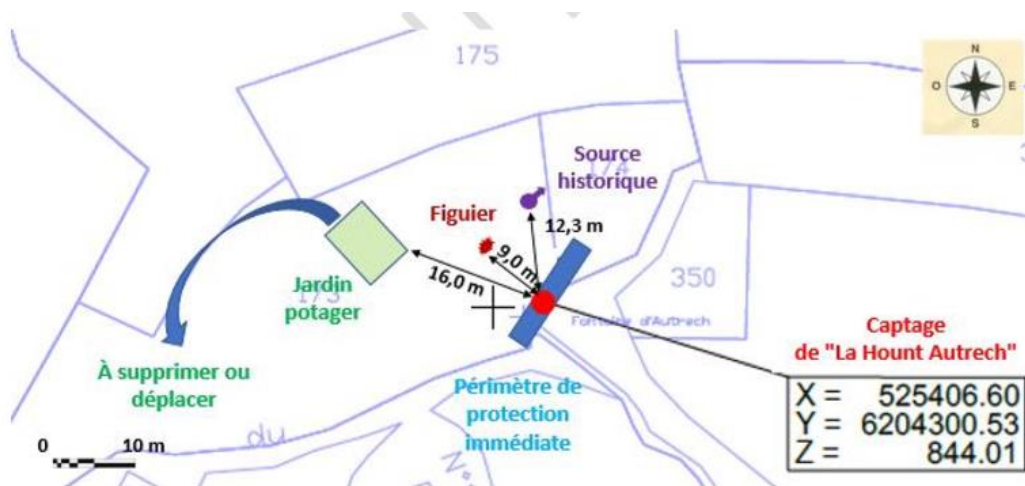 175
N
O
E
S
Source
historique
174
Figuier
12,3 m
9,0 m
16,0 m
350
Jardin
potager
173
Fontaine d'Autrech
Captage
de "La Hount Autrech"
À supprimer ou
déplacer
Périmètre de
protection
immédiate
X = 525406.60
Y = 6204300.53
Z = 844.01
0 10 m
du